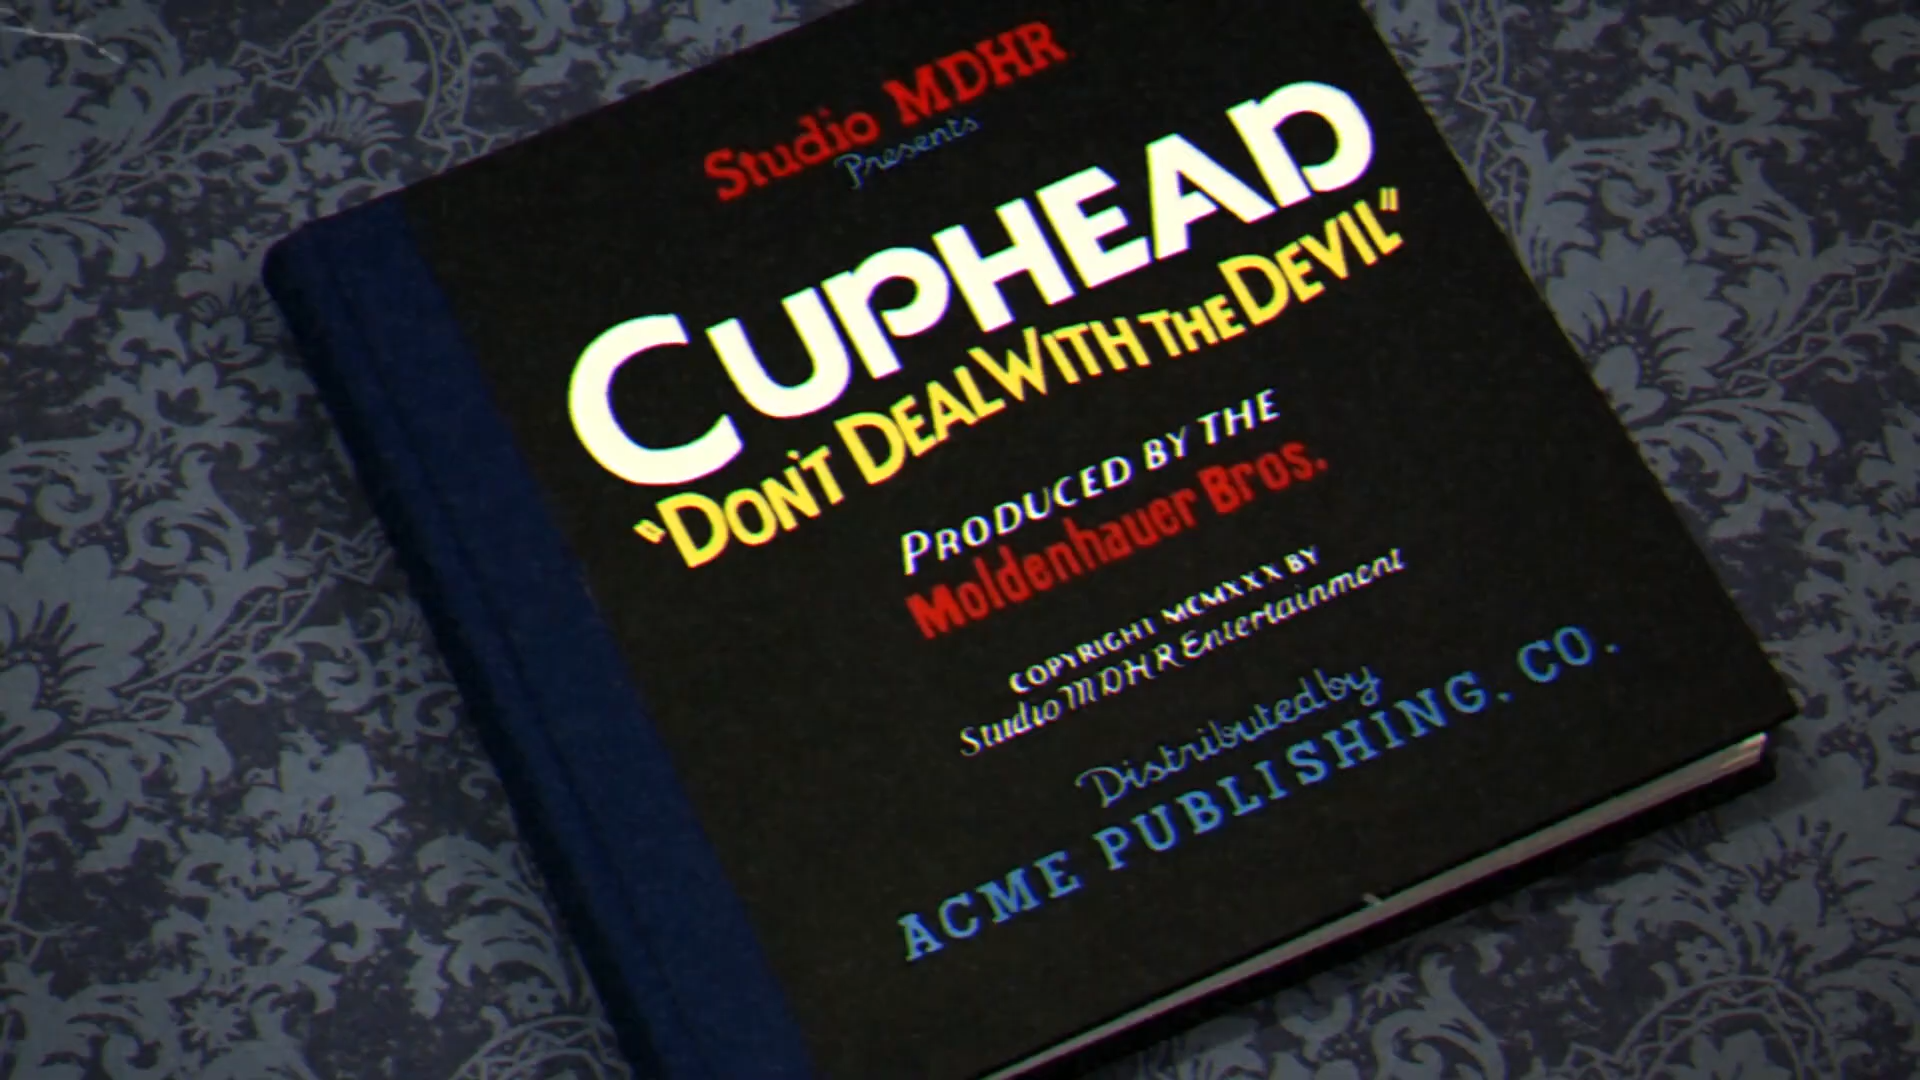 Studio MDHR
Presents
CUPHEAD
"DON'T DEAL WITH THE DEVIL"
PRODUCED BY THE
Moldenhauer Bros.
COPYRIGHT MCMXXX BY
Studio MDHR Entertainment
Distributed by
ACME PUBLISHING. CO.